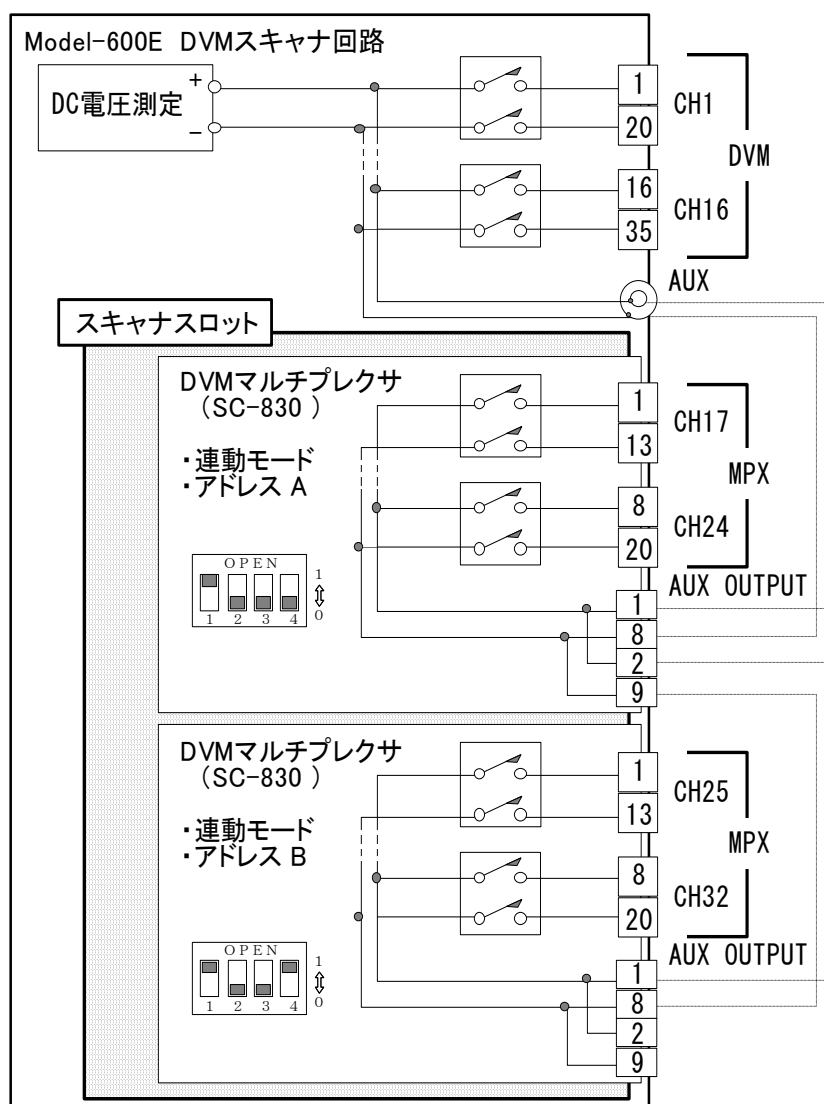 Model-600E DVMスキャナ回路
DC電圧測定
+
−
1
20
CH1
DVM
16
35
CH16
AUX
スキャナスロット
DVMマルチプレクサ
（SC-830 ）
・連動モード
・アドレス A
OPEN
1
0
1 2 3 4
1
13
CH17
MPX
8
20
CH24
AUX OUTPUT
1
8
2
9
DVMマルチプレクサ
（SC-830 ）
・連動モード
・アドレス B
OPEN
1
0
1 2 3 4
1
13
CH25
MPX
8
20
CH32
AUX OUTPUT
1
8
2
9